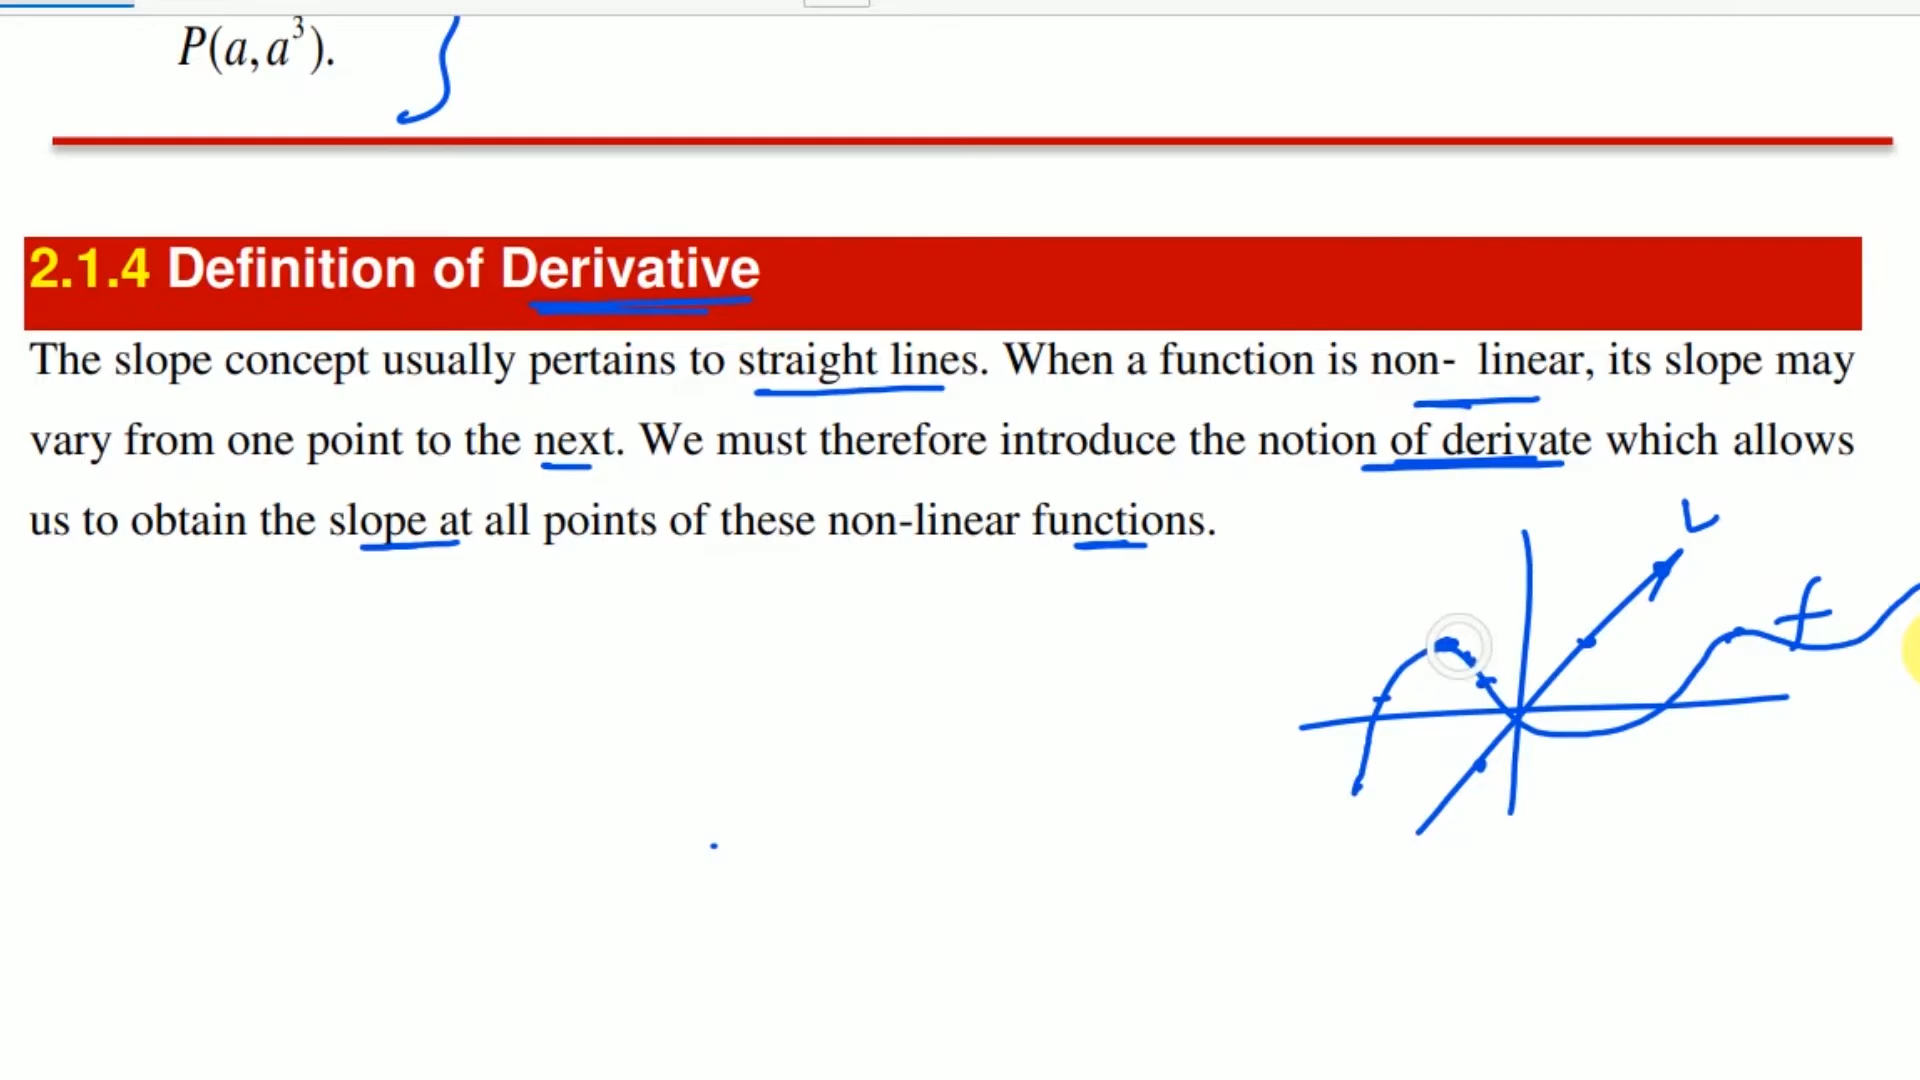 P(a,a³).
2.1.4 Definition of Derivative
The slope concept usually pertains to straight lines. When a function is non- linear, its slope may
vary from one point to the next. We must therefore introduce the notion of derivate which allows
us to obtain the slope at all points of these non-linear functions.
L
f